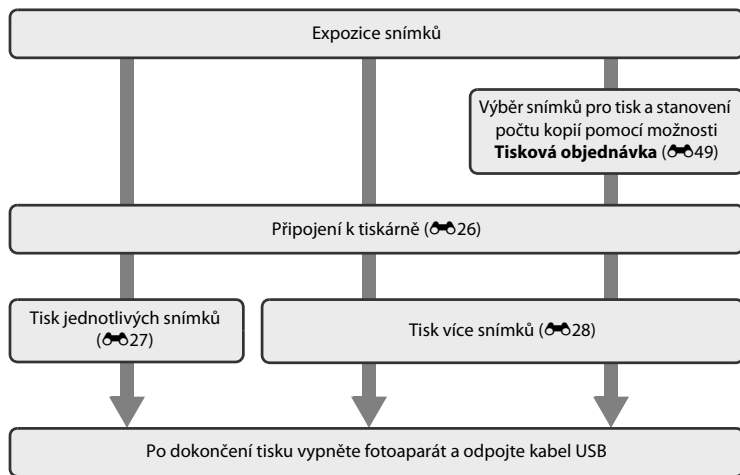 Expozice snímků
Výběr snímků pro tisk a stanovení
počtu kopií pomocí možnosti
Tisková objednávka (49)
Připojení k tiskárně (26)
Tisk jednotlivých snímků
(27)
Tisk více snímků (28)
Po dokončení tisku vypněte fotoaparát a odpojte kabel USB